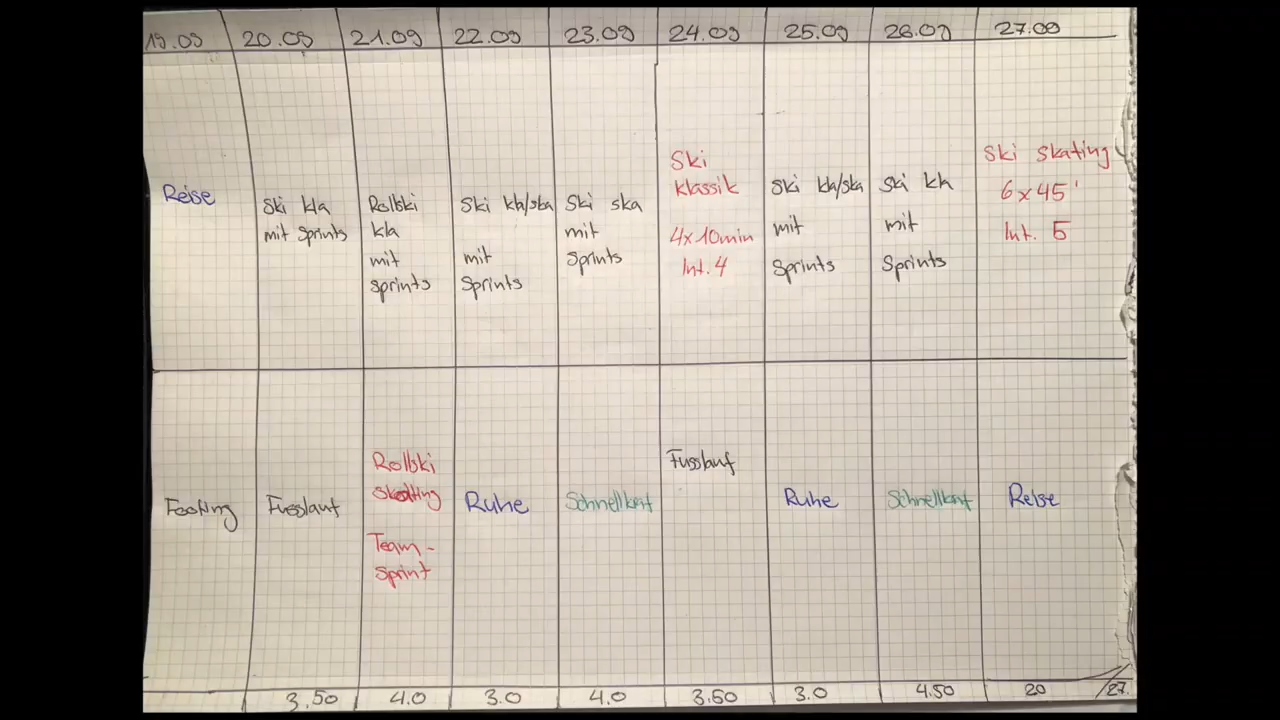 19.09 20.09 21.09 22.09 23.09 24.09 25.09 26.09 27.09
Reise
Ski kla
mit Sprints
Rollski
kla
mit
sprints
Ski kla/ska
mit
Sprints
Ski ska
mit
Sprints
Ski
klassik
4x10min
Int. 4
Ski kla/ska
mit
Sprints
Ski kla
mit
Sprints
Ski skating
6x45'
Int. 5
Footing
Fusslauf
Rollski
skating
Team-
sprint
Ruhe
Schnellkraft
Fusslauf
Ruhe
Schnellkraft
Reise
3.50 4.0 3.0 4.0 3.50 3.0 4.50 20 /27.